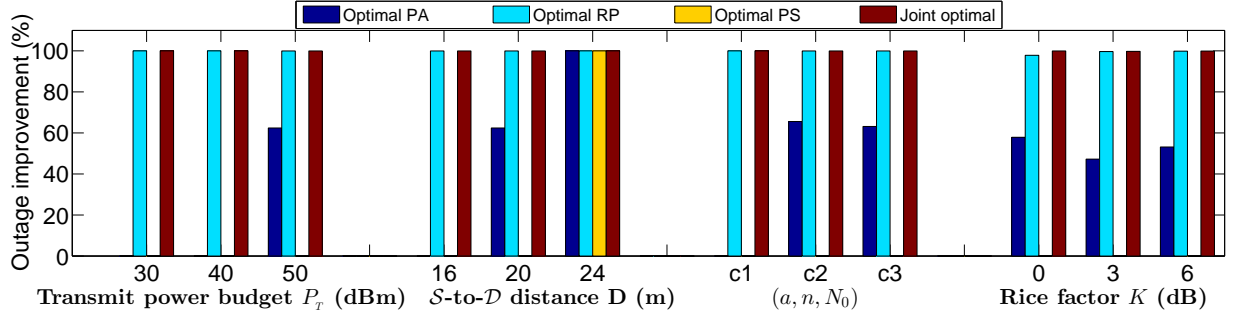 Optimal PA Optimal RP Optimal PS Joint optimal
Outage improvement (%)
100
80
60
40
20
0
30 40 50 16 20 24 c1 c2 c3 0 3 6
Transmit power budget P_T (dBm) 𝒮-to-𝒟 distance D (m) (a, n, N_0) Rice factor K (dB)